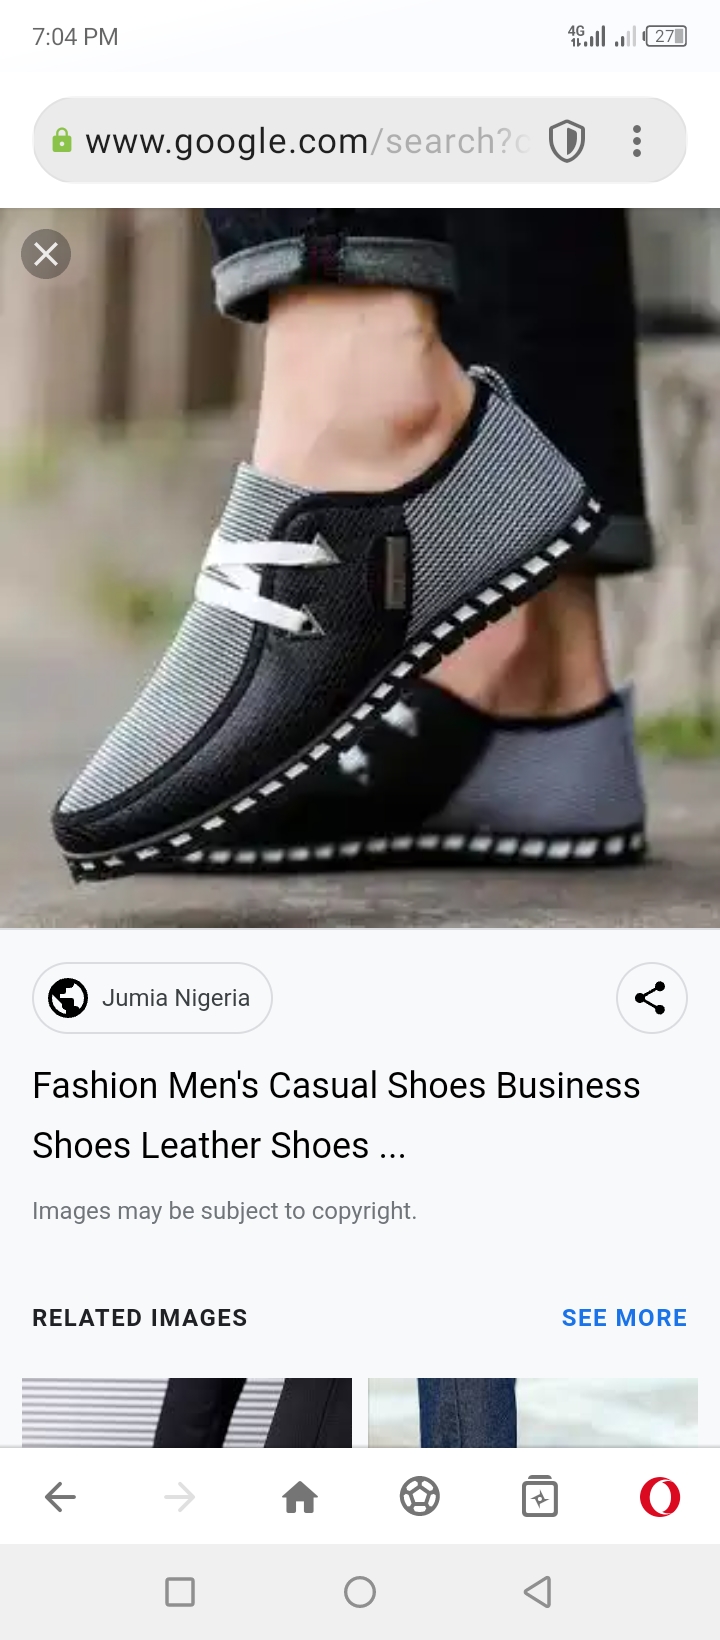 7:04 PM
4G
27
www.google.com/search?
Jumia Nigeria
Fashion Men's Casual Shoes Business
Shoes Leather Shoes ...
Images may be subject to copyright.
RELATED IMAGES
SEE MORE